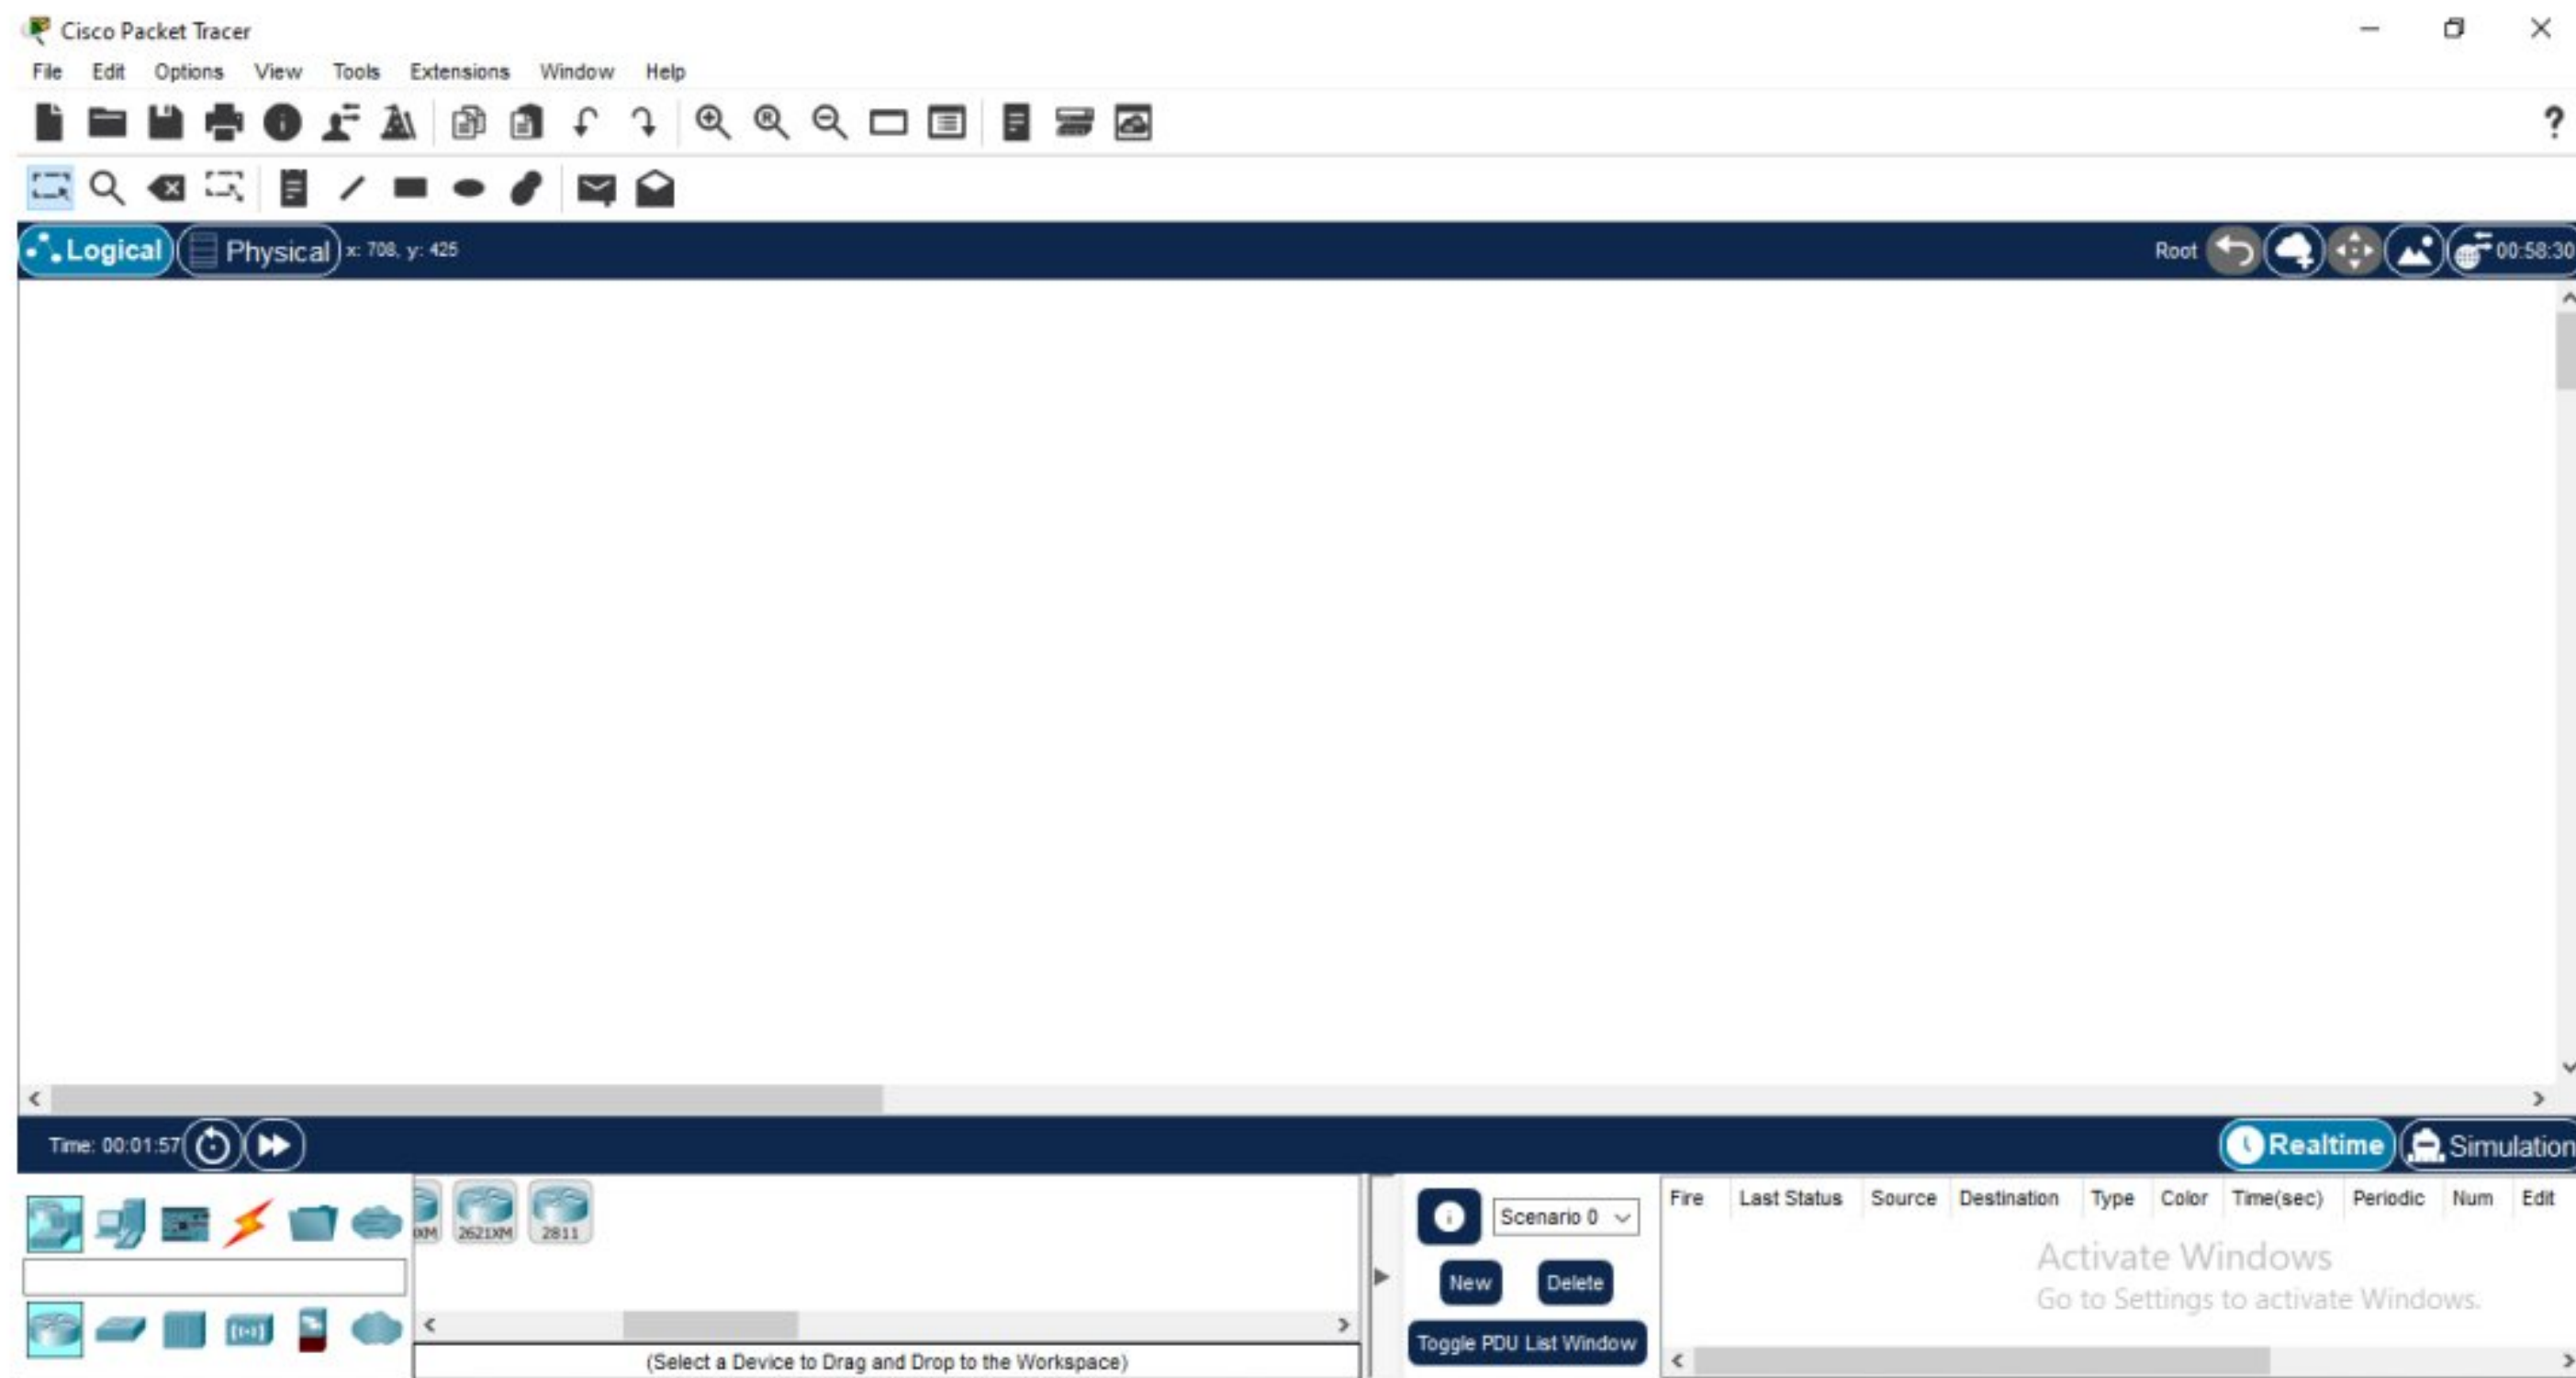 Cisco Packet Tracer
File Edit Options View Tools Extensions Window Help
?
Logical Physical x: 708, y: 425 Root 00:58:30
Time: 00:01:57 Realtime Simulation
XM 2621XM 2811
Scenario 0
Fire Last Status Source Destination Type Color Time(sec) Periodic Num Edit
New Delete
Activate Windows
Go to Settings to activate Windows.
Toggle PDU List Window
(Select a Device to Drag and Drop to the Workspace)